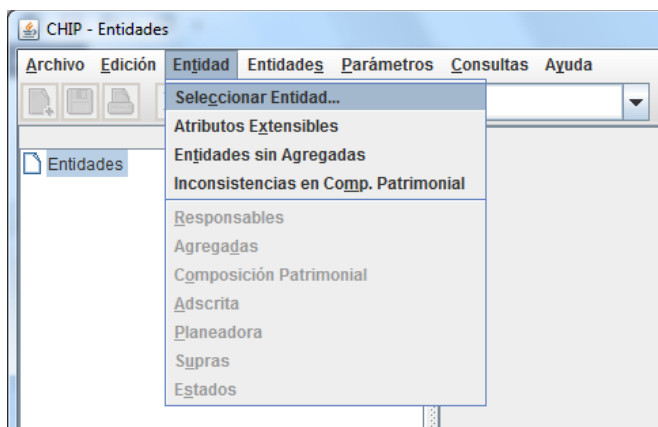 CHIP - Entidades
Archivo Edición Entidad Entidades Parámetros Consultas Ayuda
Seleccionar Entidad...
Atributos Extensibles
Entidades
Entidades sin Agregadas
Inconsistencias en Comp. Patrimonial
Responsables
Agregadas
Composición Patrimonial
Adscrita
Planeadora
Supras
Estados